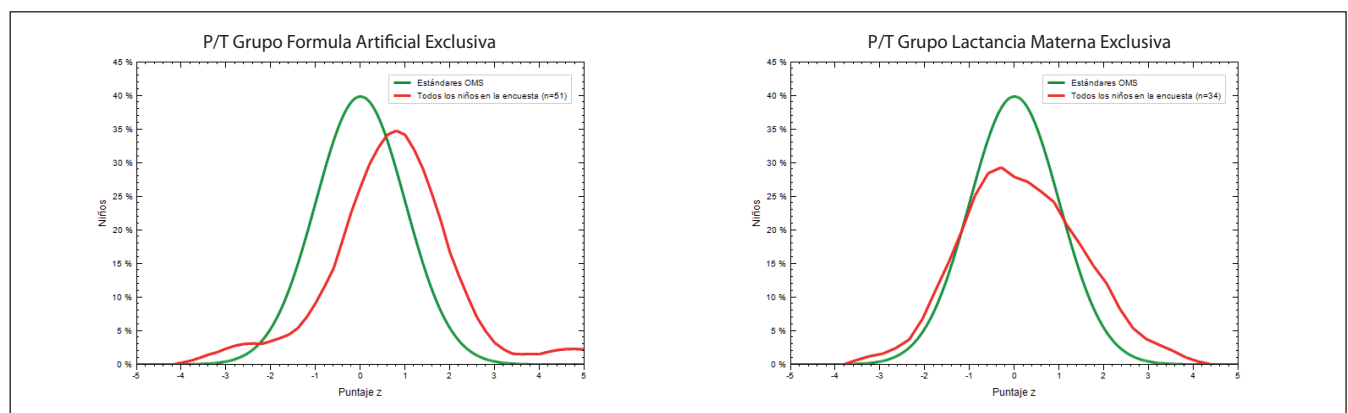 P/T Grupo Formula Artificial Exclusiva
45 %
40 %
35 %
30 %
25 %
20 %
15 %
10 %
5 %
0 %
Niños
Estándares OMS
Todos los niños en la encuesta (n=51)
-5 -4 -3 -2 -1 0 1 2 3 4 5
Puntaje z
P/T Grupo Lactancia Materna Exclusiva
45 %
40 %
35 %
30 %
25 %
20 %
15 %
10 %
5 %
0 %
Niños
Estándares OMS
Todos los niños en la encuesta (n=34)
-5 -4 -3 -2 -1 0 1 2 3 4 5
Puntaje z